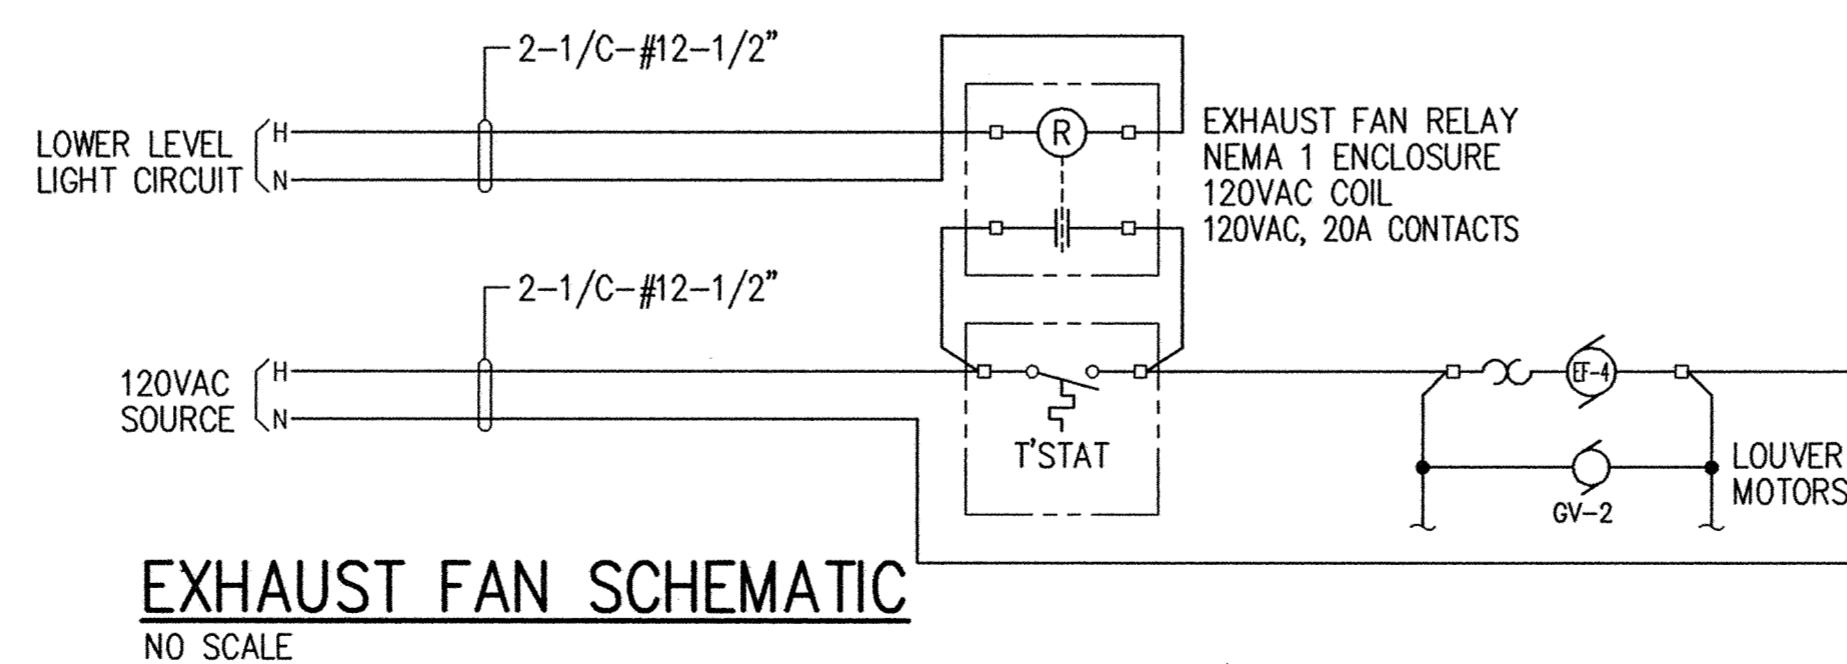 2-1/C-#12-1/2"
LOWER LEVEL
LIGHT CIRCUIT
H
N
R
EXHAUST FAN RELAY
NEMA 1 ENCLOSURE
120VAC COIL
120VAC, 20A CONTACTS
2-1/C-#12-1/2"
120VAC
SOURCE
H
N
T'STAT
EF-4
GV-2
LOUVER
MOTORS
EXHAUST FAN SCHEMATIC
NO SCALE